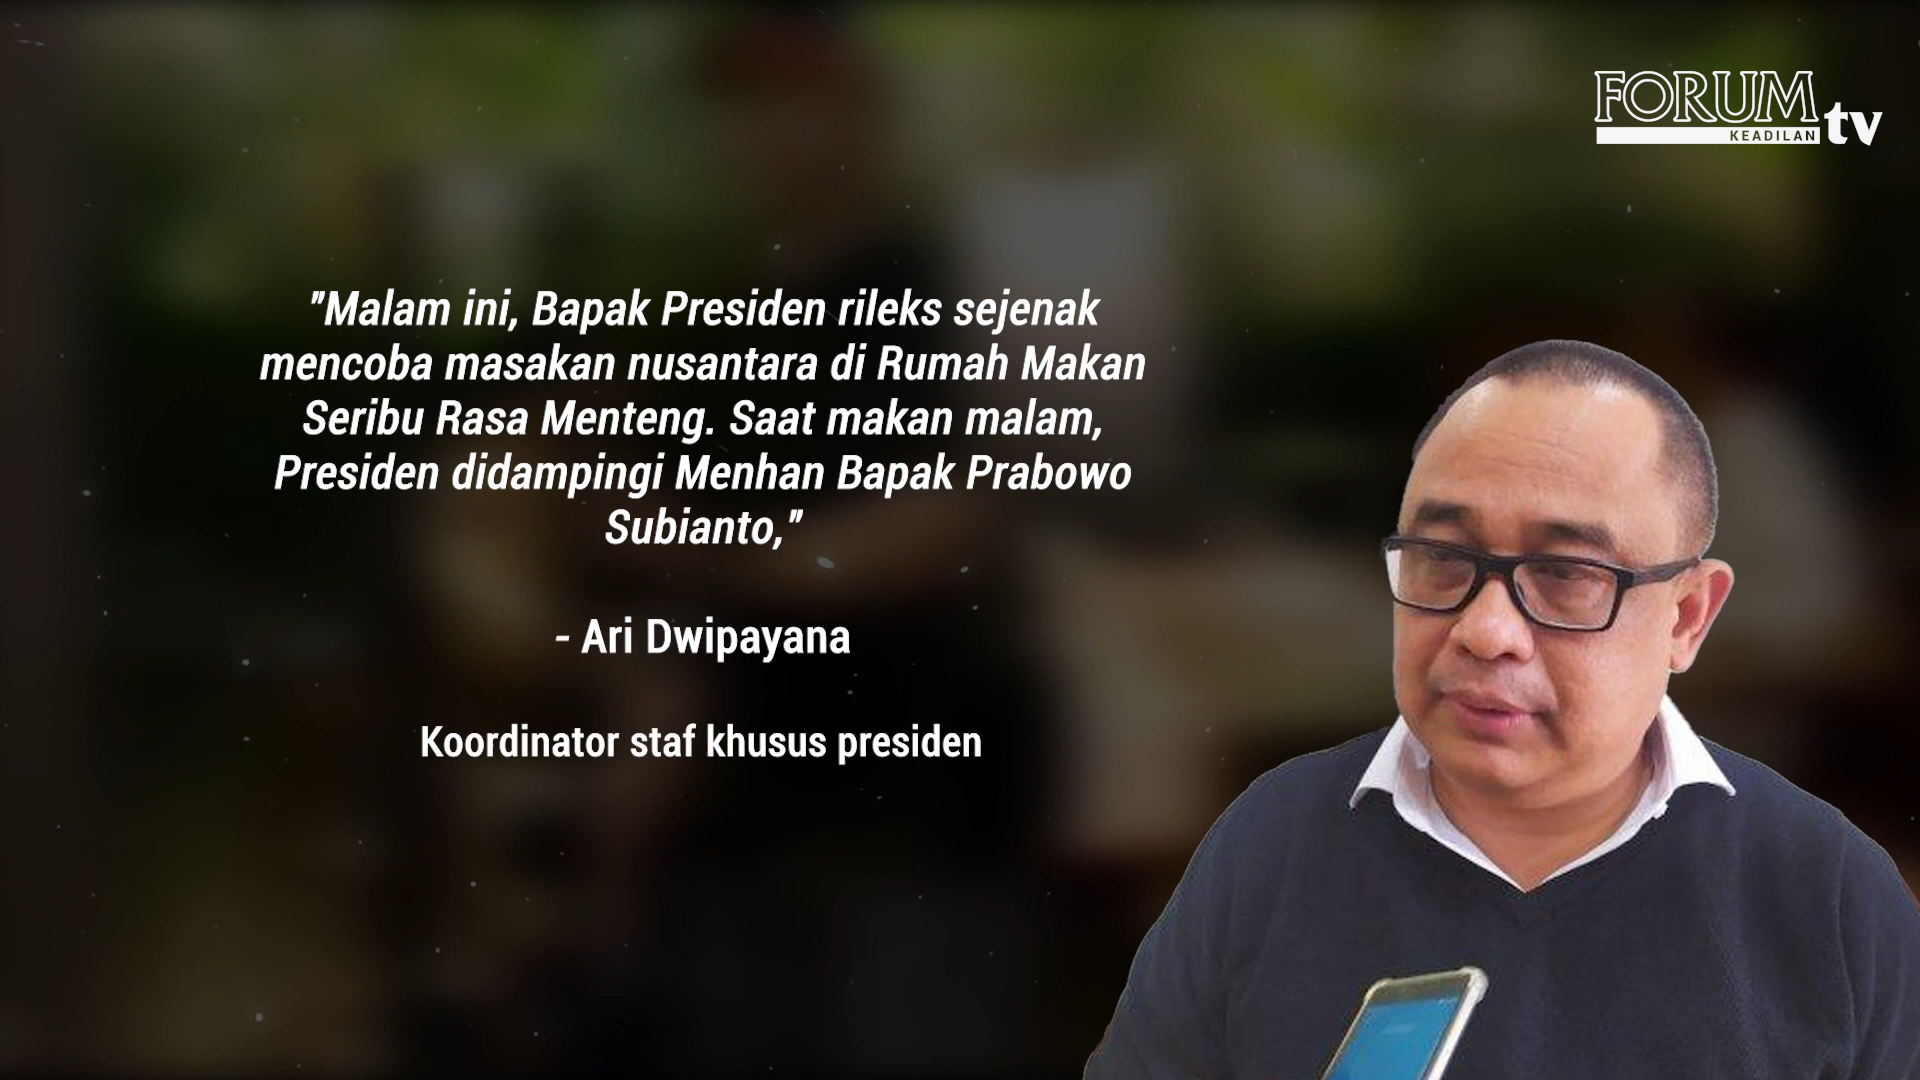 FORUM
KEADILAN tv
"Malam ini, Bapak Presiden rileks sejenak
mencoba masakan nusantara di Rumah Makan
Seribu Rasa Menteng. Saat makan malam,
Presiden didampingi Menhan Bapak Prabowo
Subianto,"
- Ari Dwipayana
Koordinator staf khusus presiden